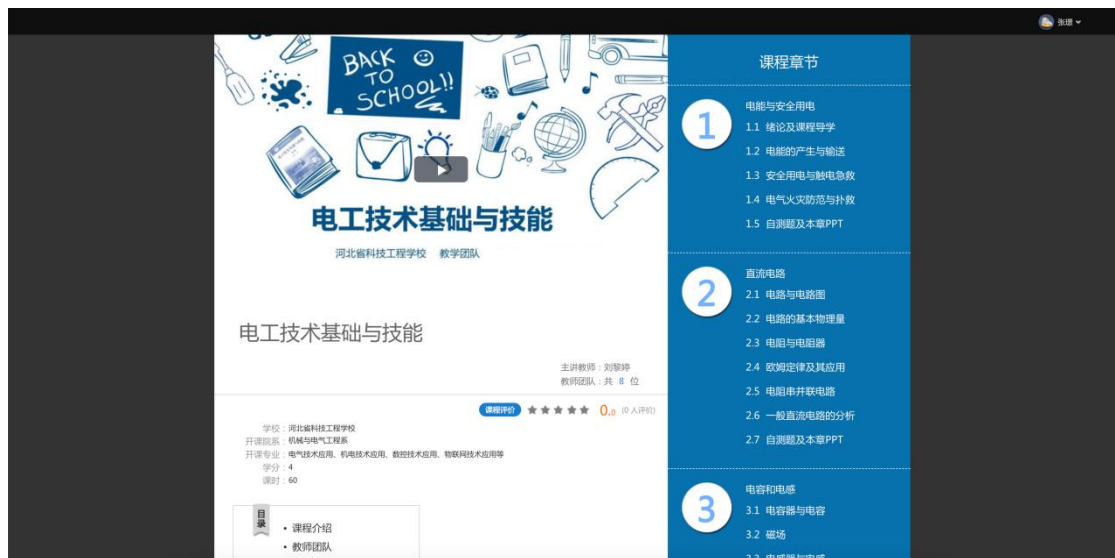 张璟
BACK
TO
SCHOOL!!
电工技术基础与技能
河北省科技工程学校 教学团队
电工技术基础与技能
主讲教师：刘黎婷
教师团队：共 8 位
课程评价 0.0 (0 人评价)
学校：河北省科技工程学校
开课院系：机械与电气工程系
开课专业：电气技术应用、机电技术应用、数控技术应用、物联网技术应用等
学分：4
课时：60
目录
• 课程介绍
• 教师团队
课程章节
1
电能与安全用电
1.1 绪论及课程导学
1.2 电能的产生与输送
1.3 安全用电与触电急救
1.4 电气火灾防范与扑救
1.5 自测题及本章PPT
2
直流电路
2.1 电路与电路图
2.2 电路的基本物理量
2.3 电阻与电阻器
2.4 欧姆定律及其应用
2.5 电阻串并联电路
2.6 一般直流电路的分析
2.7 自测题及本章PPT
3
电容和电感
3.1 电容器与电容
3.2 磁场
3.3 电感器与电感